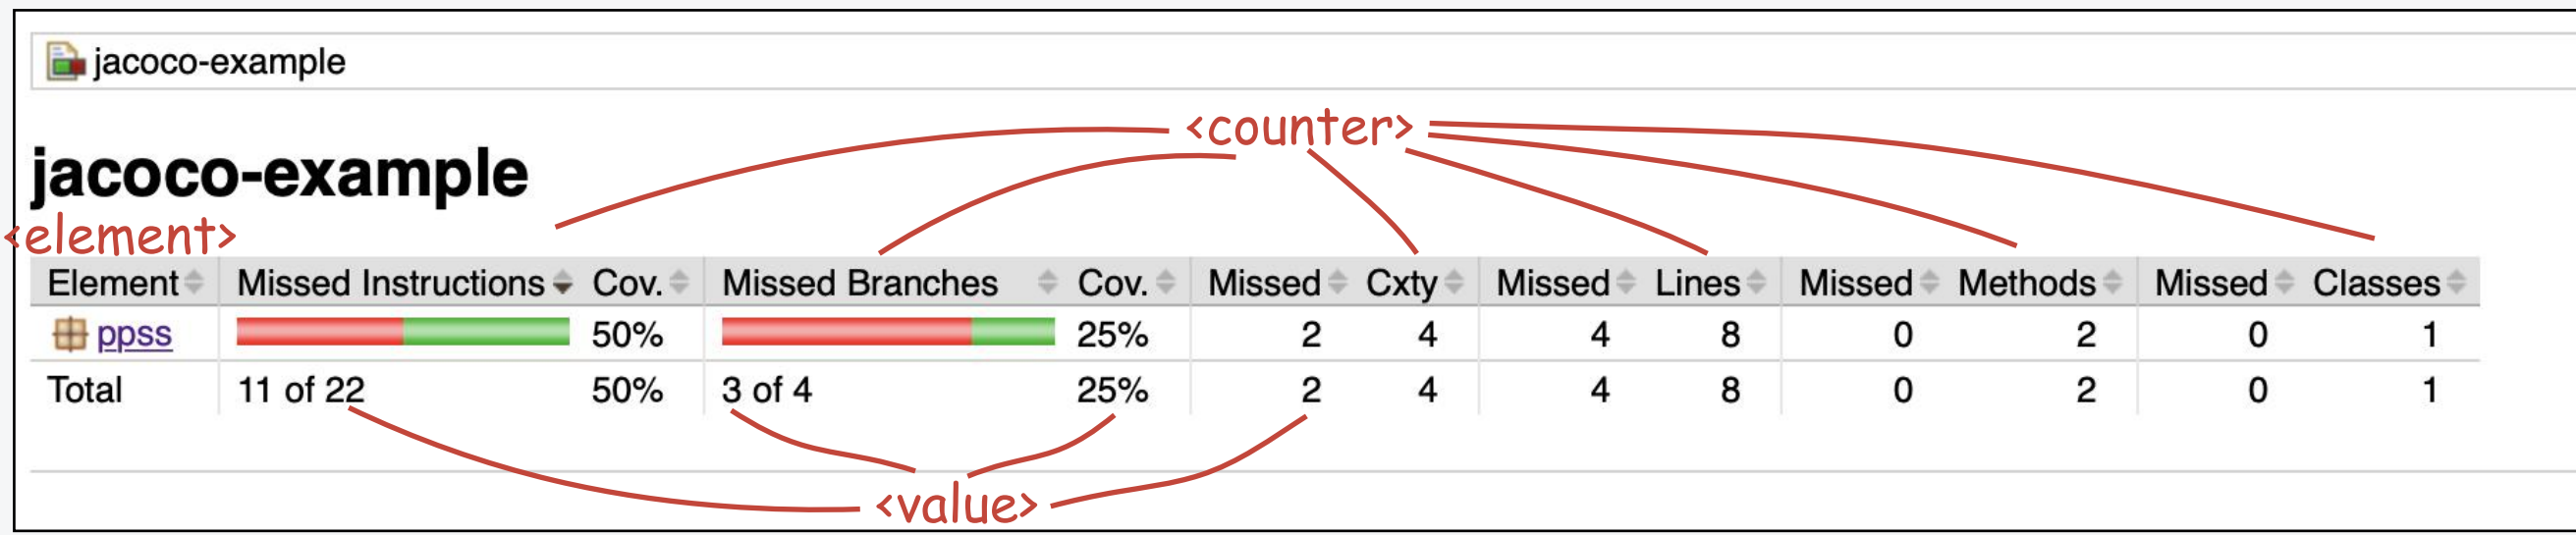 jacoco-example
<counter>
jacoco-example
<element>
Element Missed Instructions Cov. Missed Branches Cov. Missed Cxty Missed Lines Missed Methods Missed Classes
ppss 50% 25% 2 4 4 8 0 2 0 1
Total 11 of 22 50% 3 of 4 25% 2 4 4 8 0 2 0 1
<value>